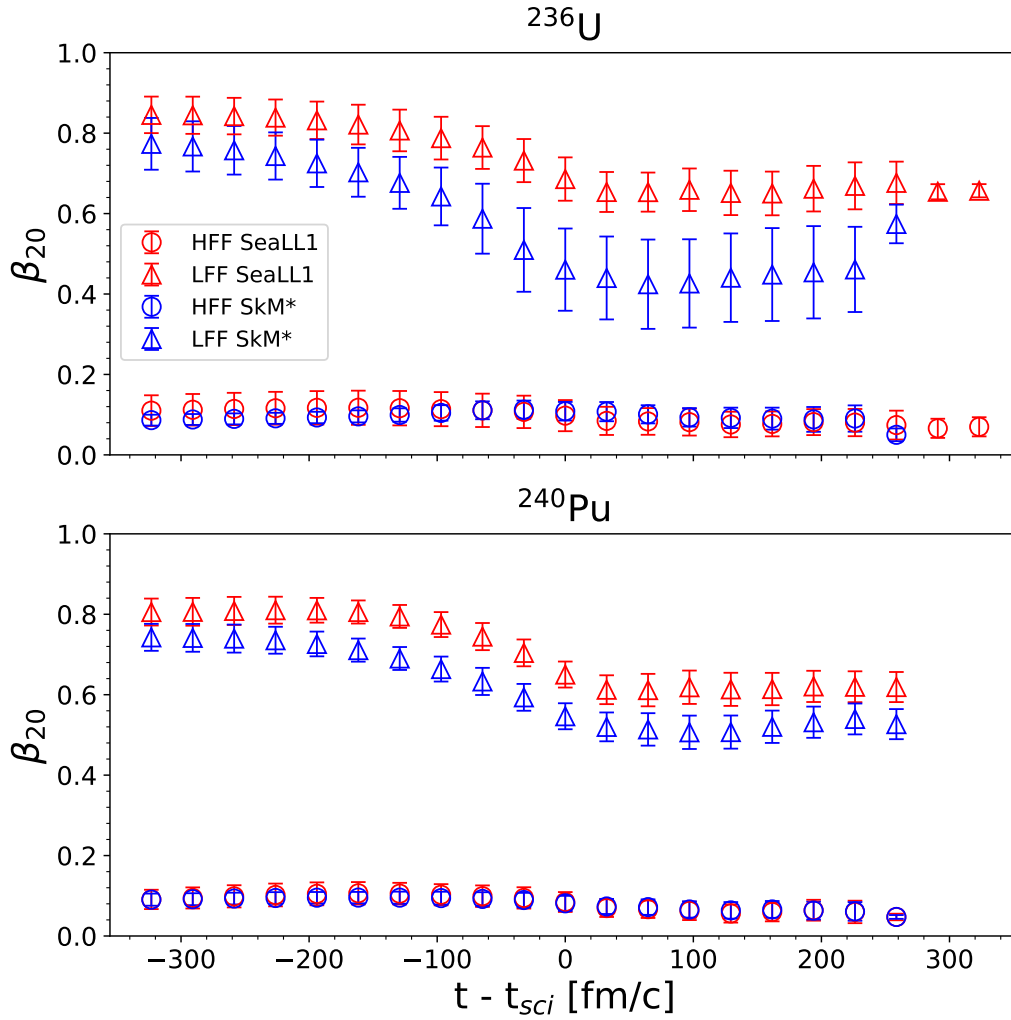 ²³⁶U
β₂₀
1.0
0.8
0.6
0.4
0.2
0.0
HFF SeaLL1
LFF SeaLL1
HFF SkM*
LFF SkM*
²⁴⁰Pu
β₂₀
1.0
0.8
0.6
0.4
0.2
0.0
−300 −200 −100 0 100 200 300
t - t_sci [fm/c]